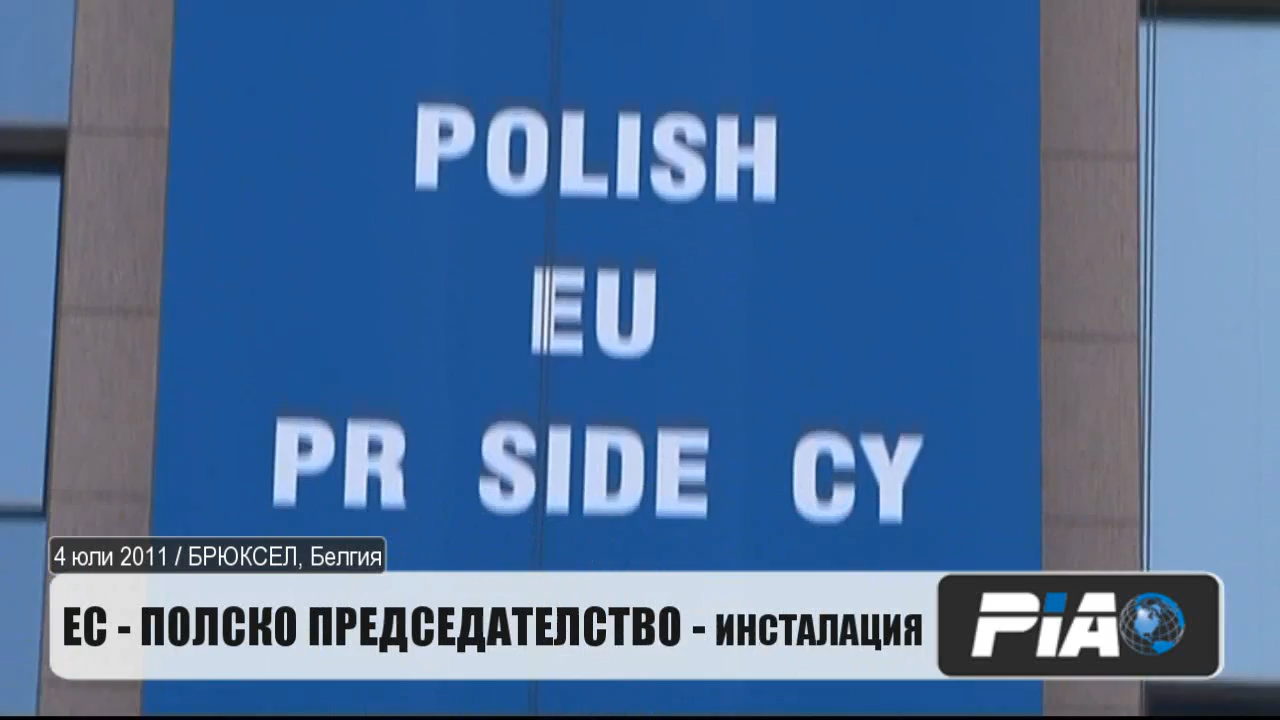 POLISH
EU
PR SIDE CY
4 юли 2011 / БРЮКСЕЛ, Белгия
ЕС - ПОЛСКО ПРЕДСЕДАТЕЛСТВО - ИНСТАЛАЦИЯ
PiA